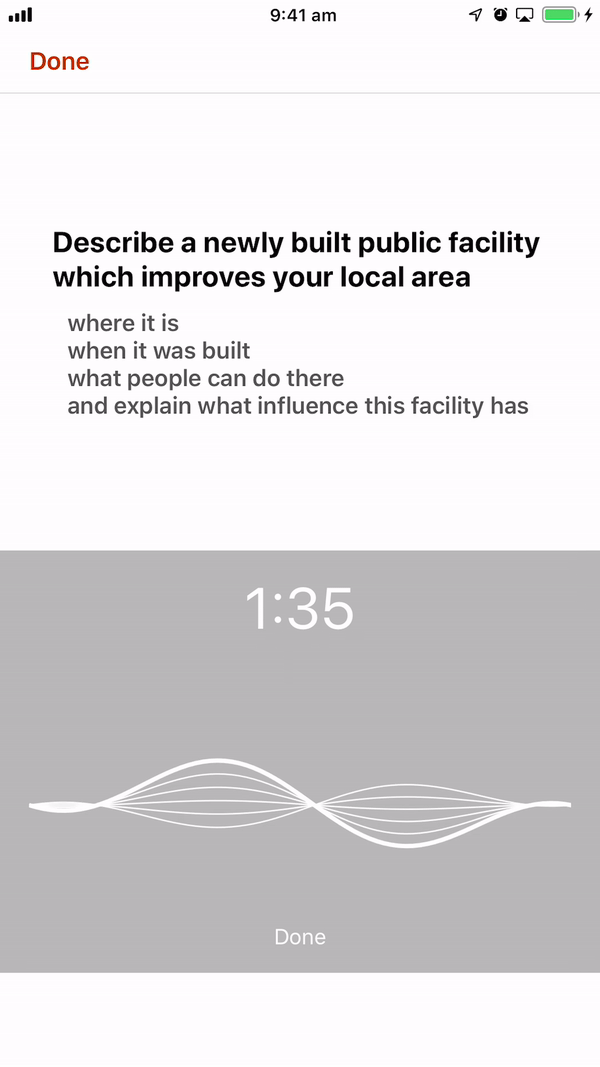 9:41 am
Done
Describe a newly built public facility
which improves your local area
where it is
when it was built
what people can do there
and explain what influence this facility has
1:35
Done